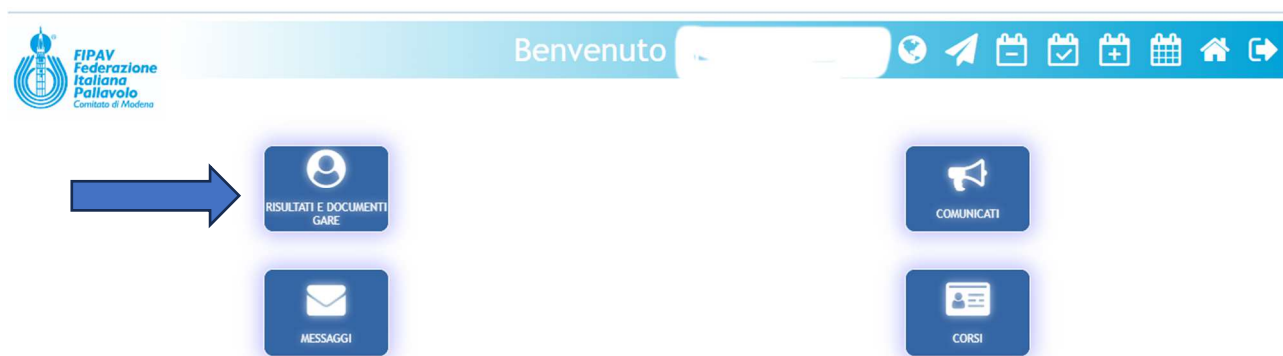 FIPAV
Federazione
Italiana
Pallavolo
Comitato di Modena
Benvenuto
RISULTATI E DOCUMENTI
GARE
COMUNICATI
MESSAGGI
CORSI